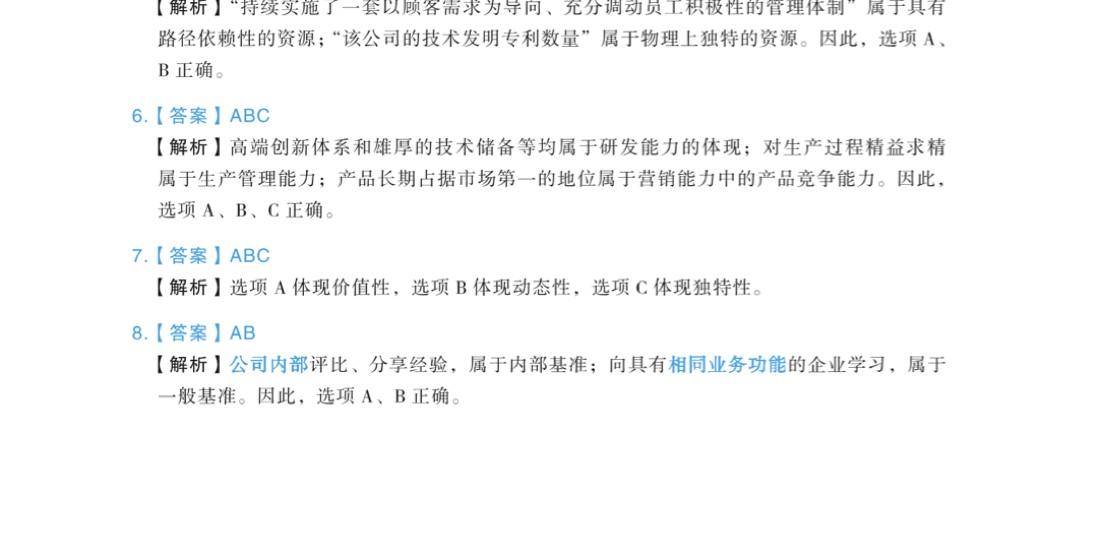 【解析】“持续实施了一套以顾客需求为导向、充分调动员工积极性的管理体制”属于具有
路径依赖性的资源；“该公司的技术发明专利数量”属于物理上独特的资源。因此，选项 A、
B 正确。
6.【答案】ABC
【解析】高端创新体系和雄厚的技术储备等均属于研发能力的体现；对生产过程精益求精
属于生产管理能力；产品长期占据市场第一的地位属于营销能力中的产品竞争能力。因此，
选项 A、B、C 正确。
7.【答案】ABC
【解析】选项 A 体现价值性，选项 B 体现动态性，选项 C 体现独特性。
8.【答案】AB
【解析】公司内部评比、分享经验，属于内部基准；向具有相同业务功能的企业学习，属于
一般基准。因此，选项 A、B 正确。